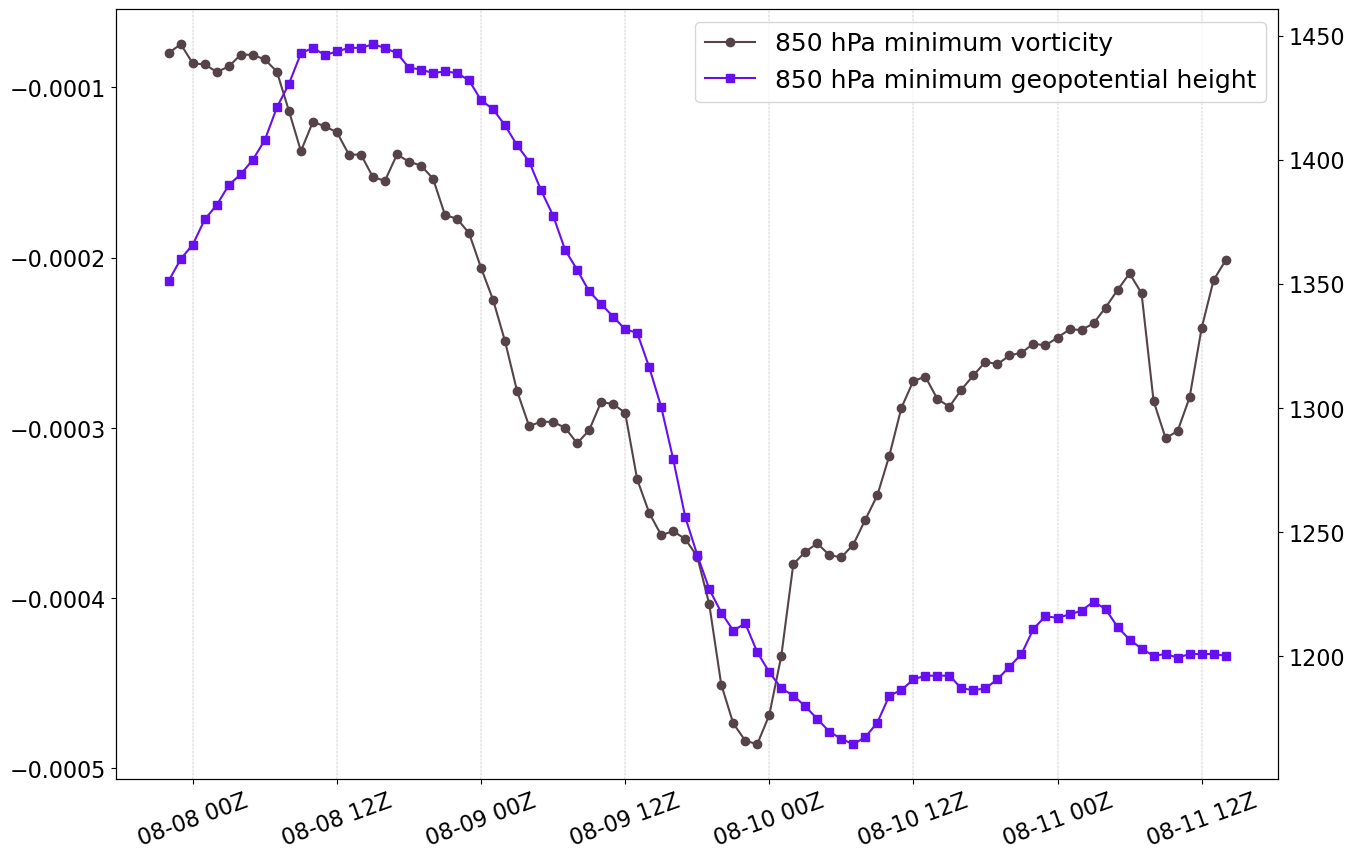 850 hPa minimum vorticity
850 hPa minimum geopotential height
−0.0001
−0.0002
−0.0003
−0.0004
−0.0005
1450
1400
1350
1300
1250
1200
08-08 00Z
08-08 12Z
08-09 00Z
08-09 12Z
08-10 00Z
08-10 12Z
08-11 00Z
08-11 12Z